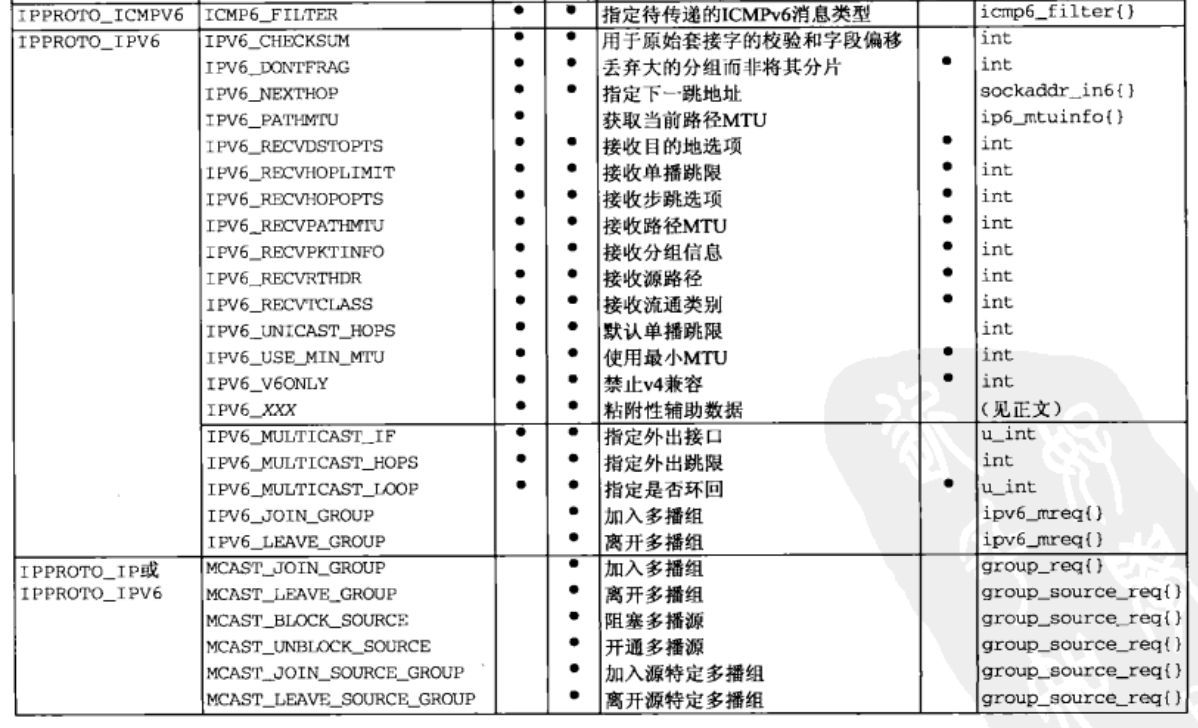 IPPROTO_ICMPV6 ICMP6_FILTER • • 指定待传递的ICMPv6消息类型 icmp6_filter{}
IPPROTO_IPV6 IPV6_CHECKSUM • • 用于原始套接字的校验和字段偏移 int
IPV6_DONTFRAG • • 丢弃大的分组而非将其分片 • int
IPV6_NEXTHOP • • 指定下一跳地址 sockaddr_in6{}
IPV6_PATHMTU • 获取当前路径MTU ip6_mtuinfo{}
IPV6_RECVDSTOPTS • • 接收目的地选项 • int
IPV6_RECVHOPLIMIT • • 接收单播跳限 • int
IPV6_RECVHOPOPTS • • 接收步跳选项 • int
IPV6_RECVPATHMTU • • 接收路径MTU • int
IPV6_RECVPKTINFO • • 接收分组信息 • int
IPV6_RECVRTHDR • • 接收源路径 • int
IPV6_RECVTCLASS • • 接收流通类别 • int
IPV6_UNICAST_HOPS • • 默认单播跳限 int
IPV6_USE_MIN_MTU • • 使用最小MTU • int
IPV6_V6ONLY • • 禁止v4兼容 • int
IPV6_XXX • • 粘附性辅助数据 （见正文）
IPV6_MULTICAST_IF • • 指定外出接口 u_int
IPV6_MULTICAST_HOPS • • 指定外出跳限 int
IPV6_MULTICAST_LOOP • • 指定是否环回 • u_int
IPV6_JOIN_GROUP • 加入多播组 ipv6_mreq{}
IPV6_LEAVE_GROUP • 离开多播组 ipv6_mreq{}
IPPROTO_IP或 MCAST_JOIN_GROUP • 加入多播组 group_req{}
IPPROTO_IPV6 MCAST_LEAVE_GROUP • 离开多播组 group_source_req{}
MCAST_BLOCK_SOURCE • 阻塞多播源 group_source_req{}
MCAST_UNBLOCK_SOURCE • 开通多播源 group_source_req{}
MCAST_JOIN_SOURCE_GROUP • 加入源特定多播组 group_source_req{}
MCAST_LEAVE_SOURCE_GROUP • 离开源特定多播组 group_source_req{}